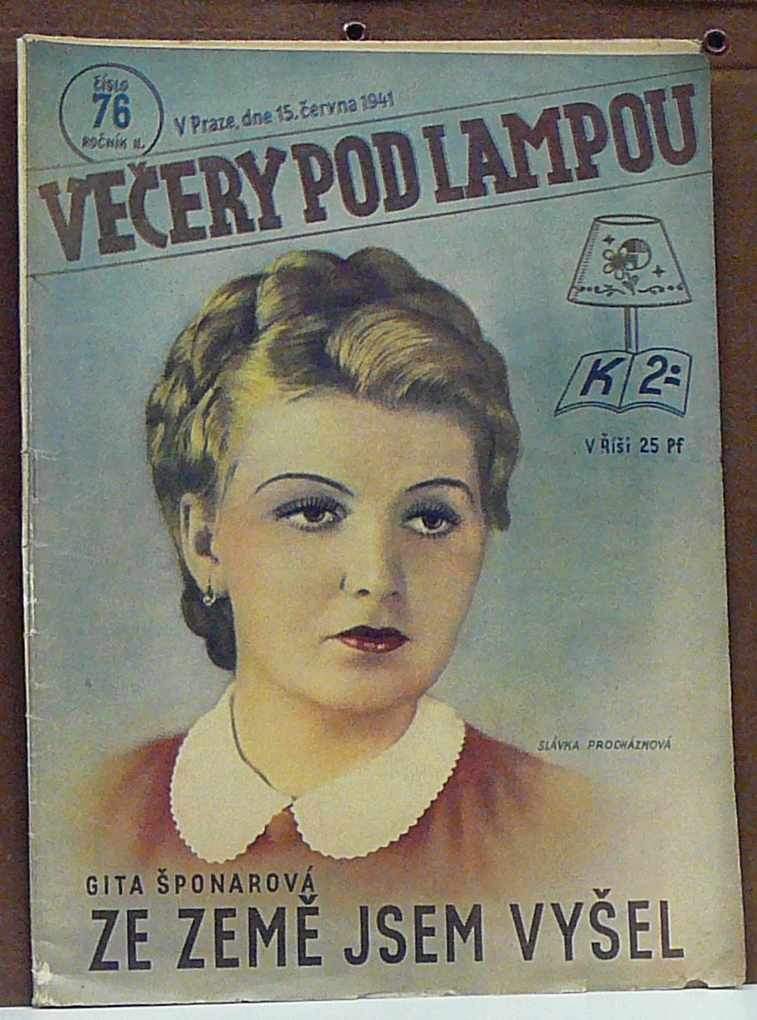 ČÍSLO
76
ROČNÍK II.
V Praze, dne 15. června 1941
VEČERY POD LAMPOU
K 2=
V Říši 25 Pf
SLÁVKA PROCHÁZKOVÁ
GITA ŠPONAROVÁ
ZE ZEMĚ JSEM VYŠEL